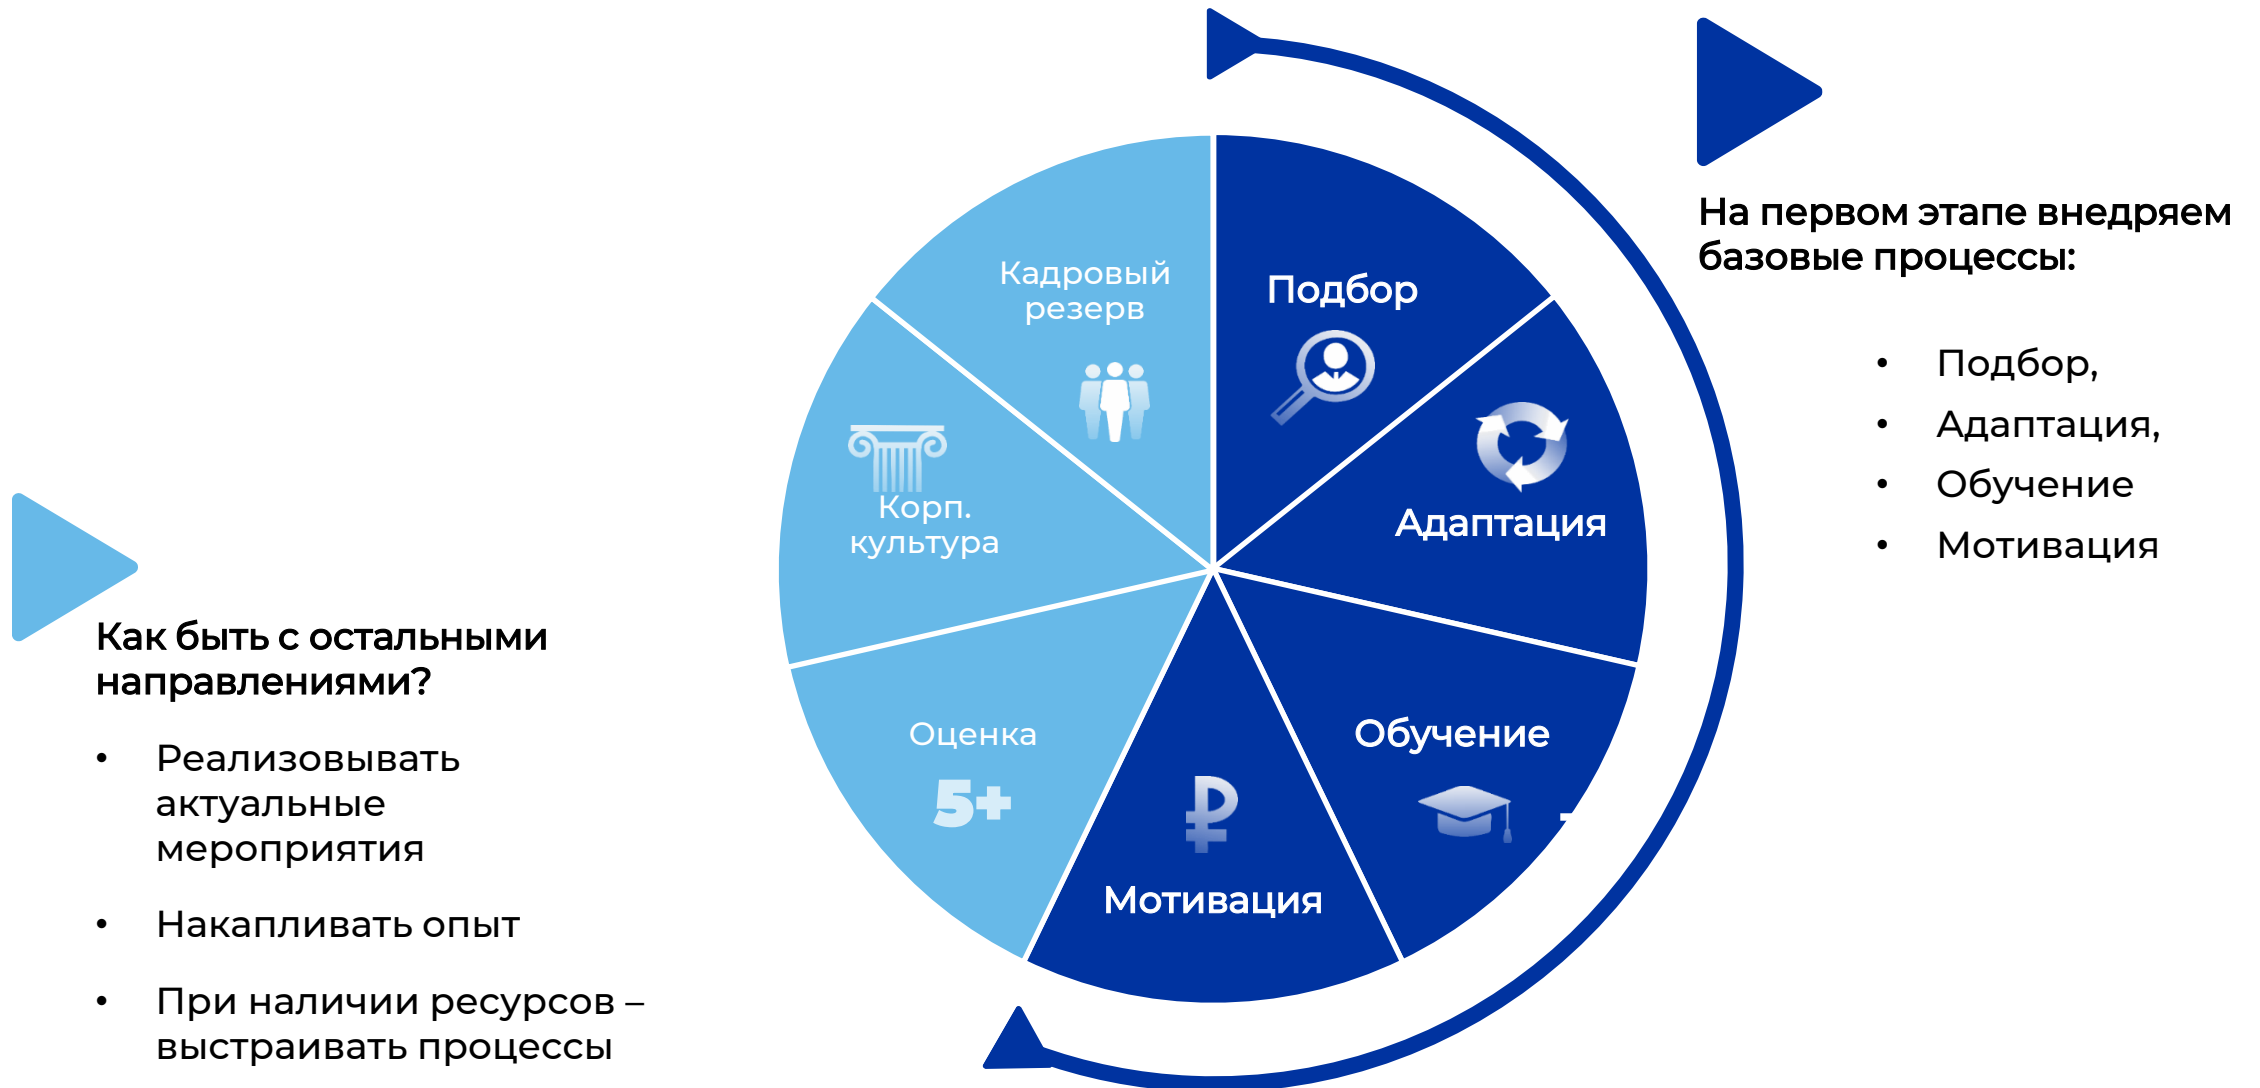 На первом этапе внедряем
базовые процессы:
• Подбор,
• Адаптация,
• Обучение
• Мотивация
Кадровый
резерв
Подбор
Адаптация
Корп.
культура
Обучение
Оценка
5+
₽
Мотивация
Как быть с остальными
направлениями?
• Реализовывать
актуальные
мероприятия
• Накапливать опыт
• При наличии ресурсов –
выстраивать процессы